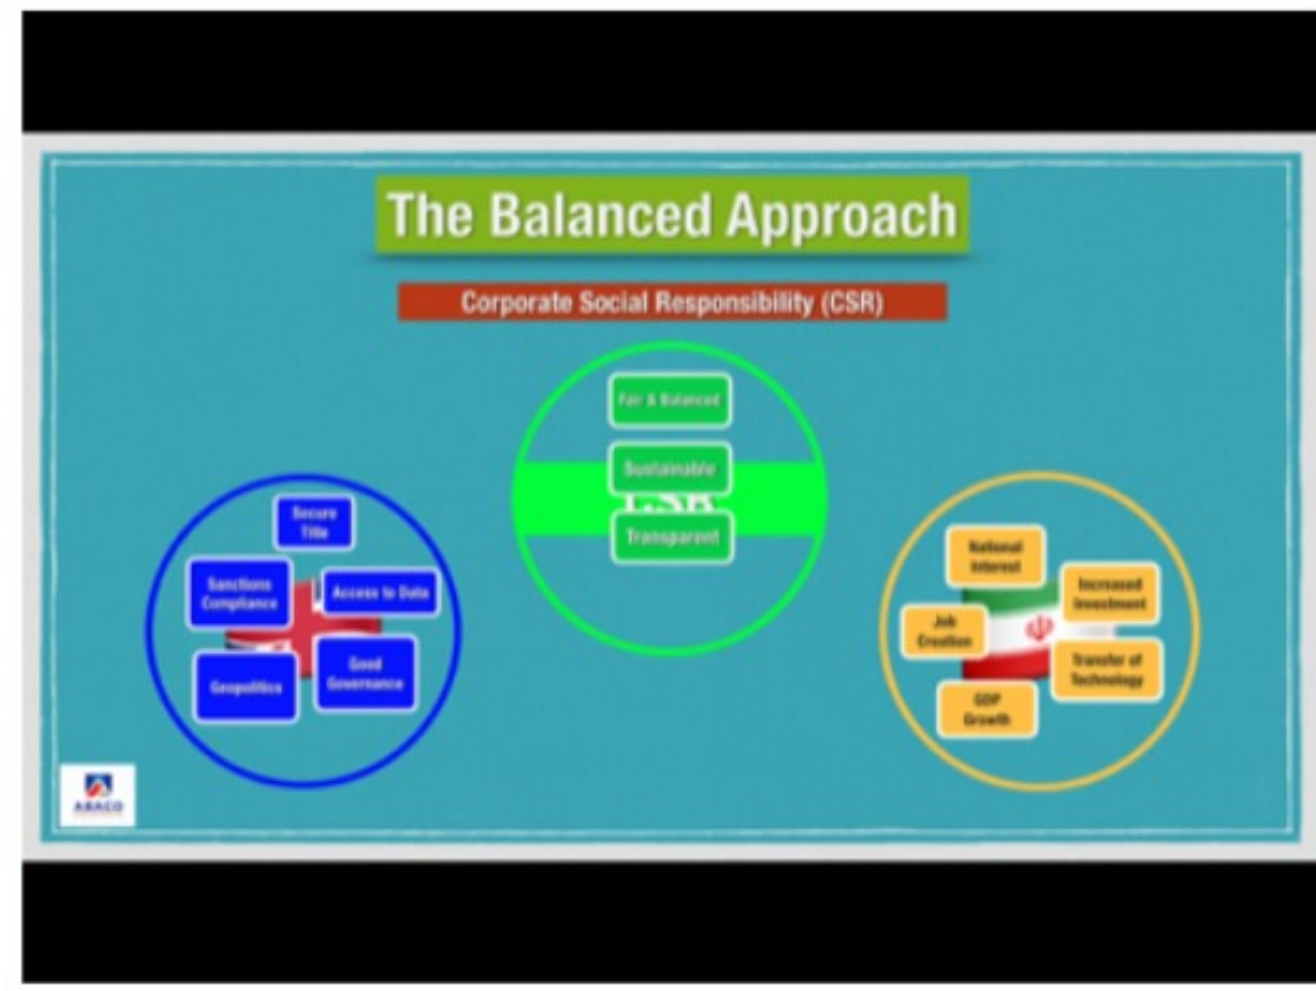 The Balanced Approach
Corporate Social Responsibility (CSR)
Fair & Balanced
Sustainable
CSR
Transparent
Secure
Title
Sanctions
Compliance
Access to Data
Geopolitics
Good
Governance
National
Interest
Increased
Investment
Job
Creation
Transfer of
Technology
GDP
Growth
ABACO